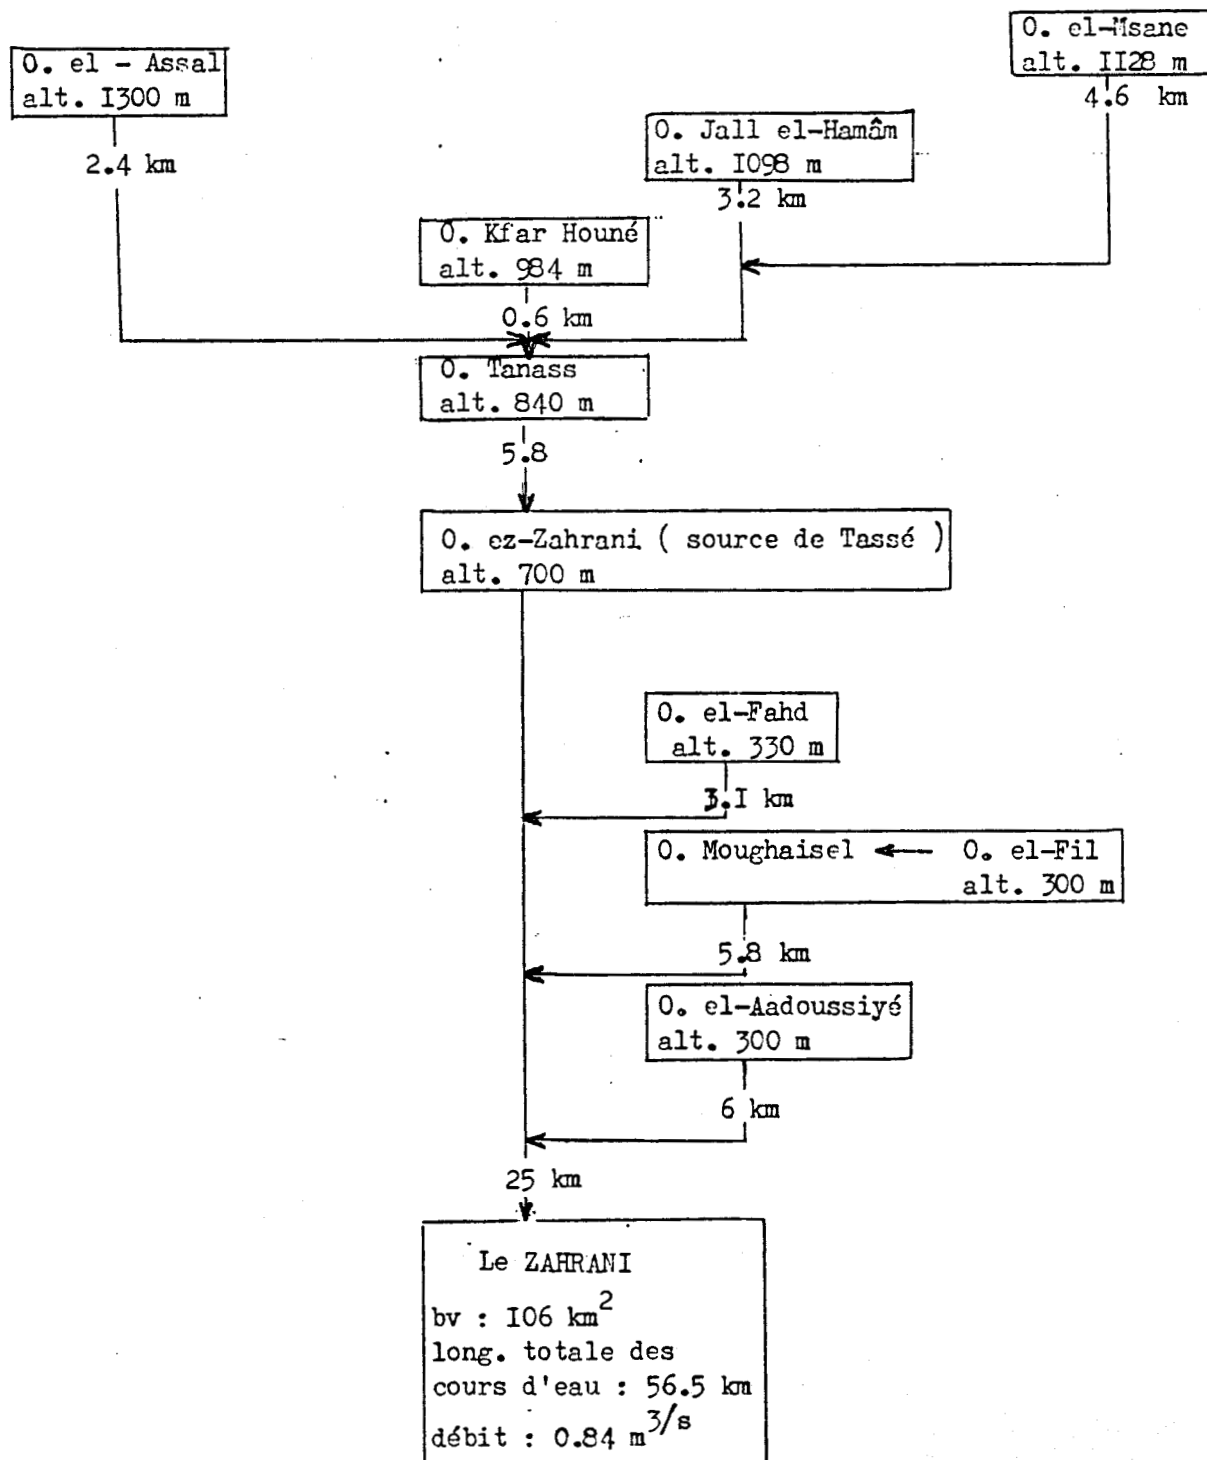 O. el-Msane
alt. II28 m
4.6 km
O. el - Assal
alt. I300 m
2.4 km
O. Jall el-Hamâm
alt. I098 m
3.2 km
O. Kfar Houné
alt. 984 m
0.6 km
O. Tanass
alt. 840 m
5.8
O. ez-Zahrani ( source de Tassé )
alt. 700 m
O. el-Fahd
alt. 330 m
3.I km
O. Moughaisel ← O. el-Fil
alt. 300 m
5.8 km
O. el-Aadoussiyé
alt. 300 m
6 km
25 km
Le ZAHRANI
bv : I06 km²
long. totale des
cours d'eau : 56.5 km
débit : 0.84 m³/s